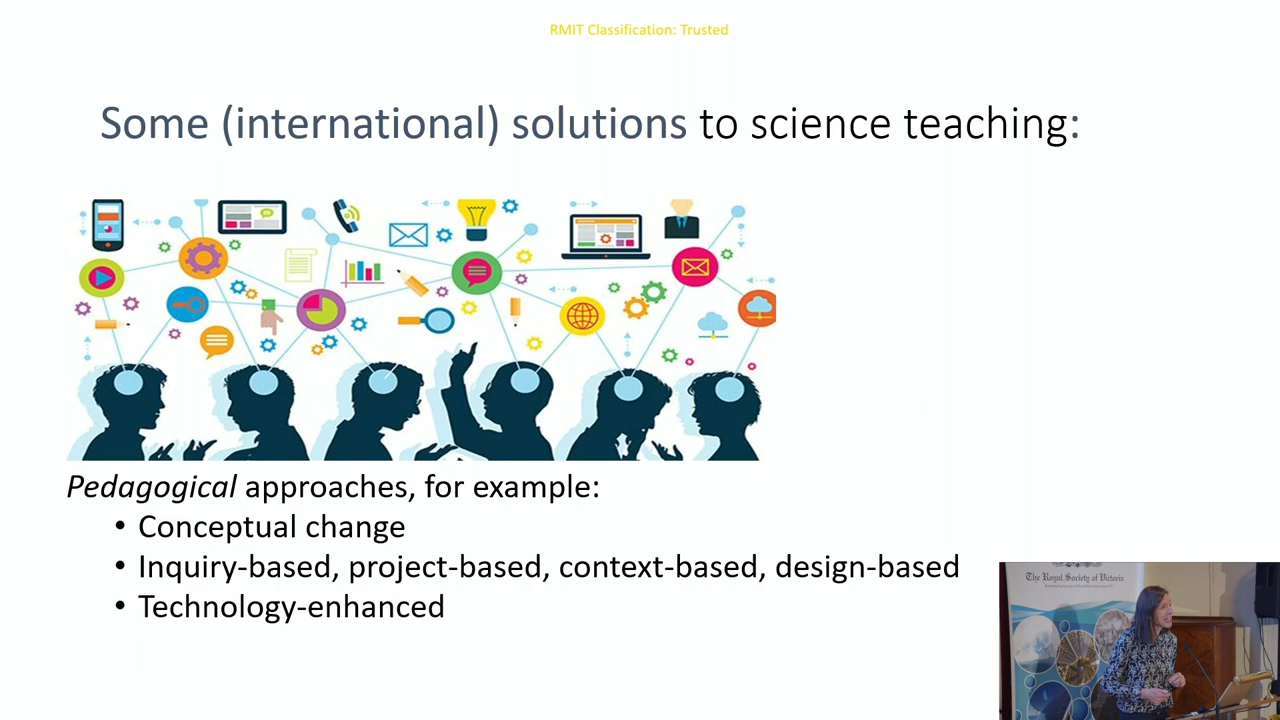 RMIT Classification: Trusted
Some (international) solutions to science teaching:
Pedagogical approaches, for example:
• Conceptual change
• Inquiry-based, project-based, context-based, design-based
• Technology-enhanced
The Royal Society of Victoria